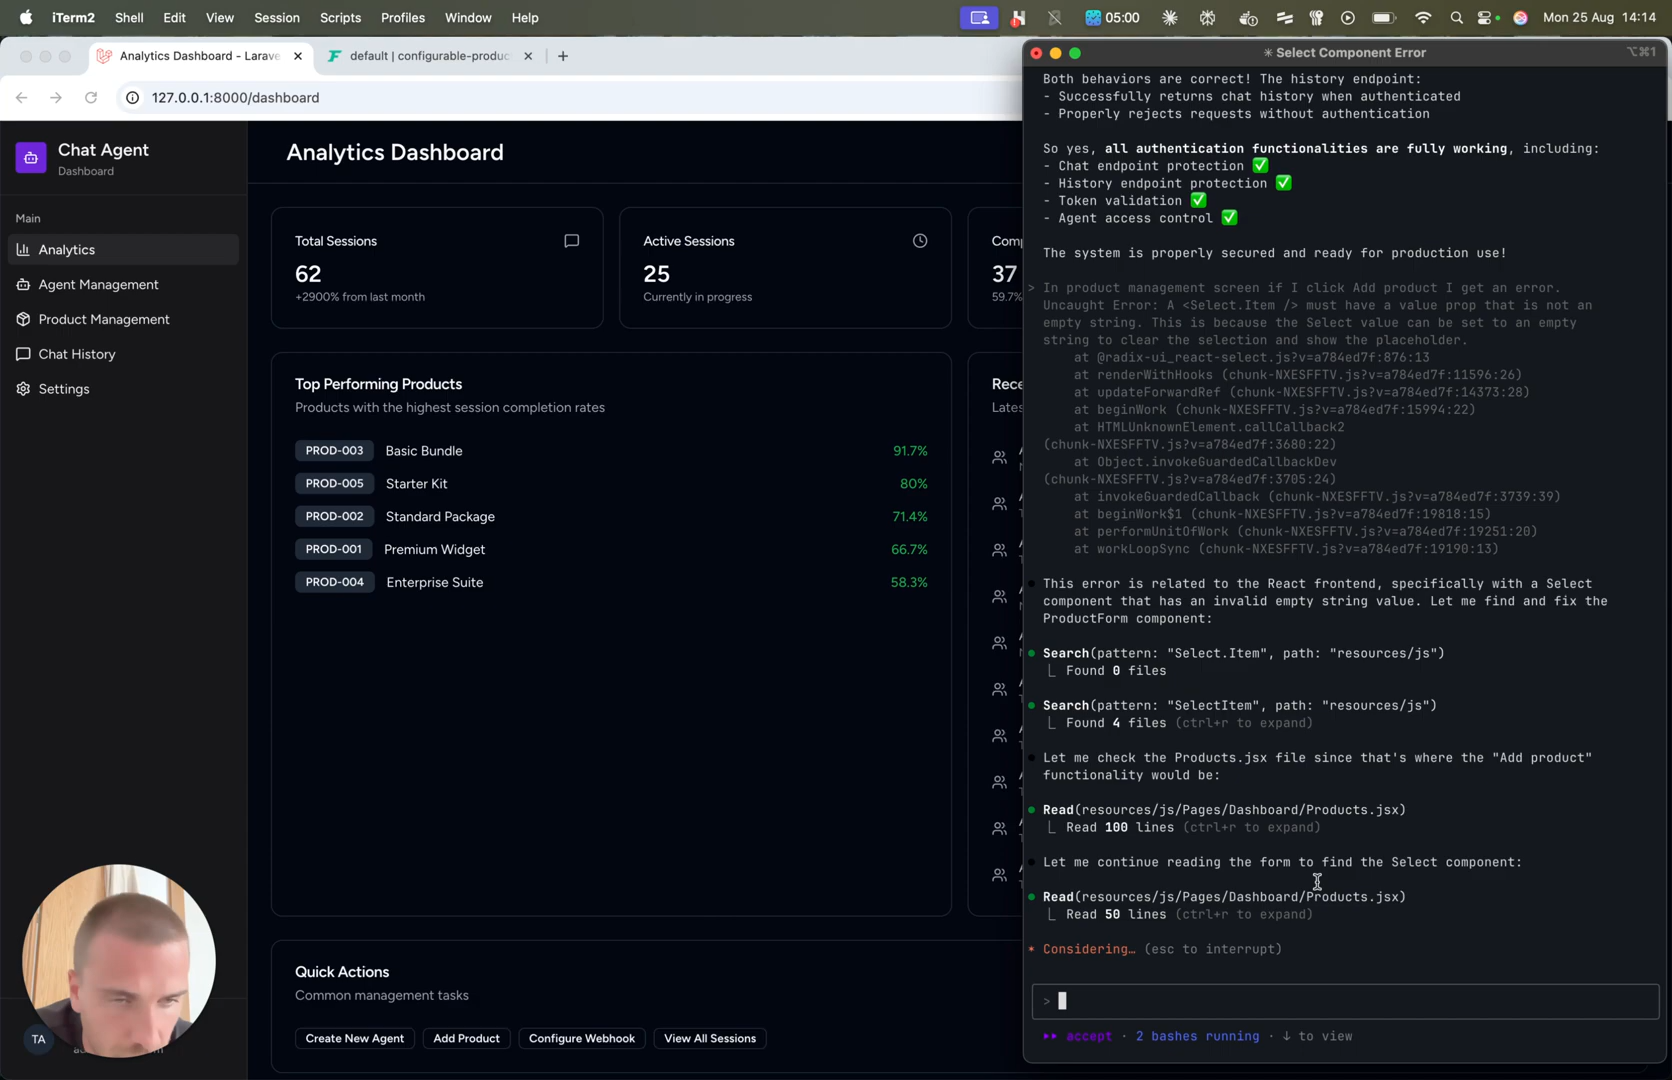 iTerm2 Shell Edit View Session Scripts Profiles Window Help
05:00 Mon 25 Aug 14:14
Analytics Dashboard - Larave
default | configurable-produc
127.0.0.1:8000/dashboard
Chat Agent
Dashboard
Main
Analytics
Agent Management
Product Management
Chat History
Settings
TA
Analytics Dashboard
Total Sessions
62
+2900% from last month
Active Sessions
25
Currently in progress
Comp
37
59.7%
Top Performing Products
Products with the highest session completion rates
PROD-003 Basic Bundle 91.7%
PROD-005 Starter Kit 80%
PROD-002 Standard Package 71.4%
PROD-001 Premium Widget 66.7%
PROD-004 Enterprise Suite 58.3%
Rece
Lates
Quick Actions
Common management tasks
Create New Agent
Add Product
Configure Webhook
View All Sessions
✳ Select Component Error
⌥⌘1
Both behaviors are correct! The history endpoint:
- Successfully returns chat history when authenticated
- Properly rejects requests without authentication
So yes, all authentication functionalities are fully working, including:
- Chat endpoint protection ✅
- History endpoint protection ✅
- Token validation ✅
- Agent access control ✅
The system is properly secured and ready for production use!
> In product management screen if I click Add product I get an error.
Uncaught Error: A <Select.Item /> must have a value prop that is not an
empty string. This is because the Select value can be set to an empty
string to clear the selection and show the placeholder.
at @radix-ui_react-select.js?v=a784ed7f:876:13
at renderWithHooks (chunk-NXESFFTV.js?v=a784ed7f:11596:26)
at updateForwardRef (chunk-NXESFFTV.js?v=a784ed7f:14373:28)
at beginWork (chunk-NXESFFTV.js?v=a784ed7f:15994:22)
at HTMLUnknownElement.callCallback2
(chunk-NXESFFTV.js?v=a784ed7f:3680:22)
at Object.invokeGuardedCallbackDev
(chunk-NXESFFTV.js?v=a784ed7f:3705:24)
at invokeGuardedCallback (chunk-NXESFFTV.js?v=a784ed7f:3739:39)
at beginWork$1 (chunk-NXESFFTV.js?v=a784ed7f:19818:15)
at performUnitOfWork (chunk-NXESFFTV.js?v=a784ed7f:19251:20)
at workLoopSync (chunk-NXESFFTV.js?v=a784ed7f:19190:13)
This error is related to the React frontend, specifically with a Select
component that has an invalid empty string value. Let me find and fix the
ProductForm component:
Search(pattern: "Select.Item", path: "resources/js")
Found 0 files
Search(pattern: "SelectItem", path: "resources/js")
Found 4 files (ctrl+r to expand)
Let me check the Products.jsx file since that's where the "Add product"
functionality would be:
Read(resources/js/Pages/Dashboard/Products.jsx)
Read 100 lines (ctrl+r to expand)
Let me continue reading the form to find the Select component:
Read(resources/js/Pages/Dashboard/Products.jsx)
Read 50 lines (ctrl+r to expand)
* Considering… (esc to interrupt)
>
accept · 2 bashes running · ↓ to view